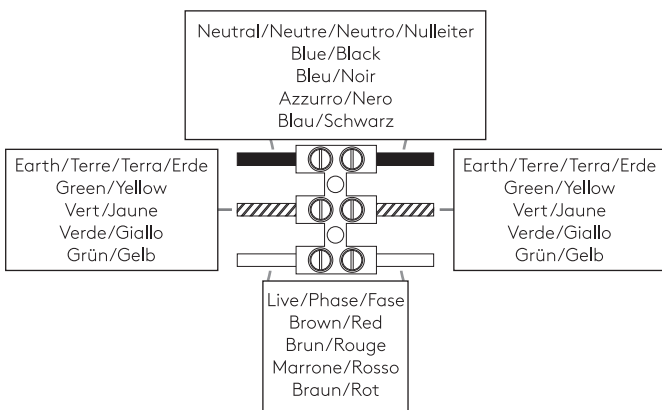 Neutral/Neutre/Neutro/Nulleiter
Blue/Black
Bleu/Noir
Azzurro/Nero
Blau/Schwarz
Earth/Terre/Terra/Erde
Green/Yellow
Vert/Jaune
Verde/Giallo
Grün/Gelb
Earth/Terre/Terra/Erde
Green/Yellow
Vert/Jaune
Verde/Giallo
Grün/Gelb
Live/Phase/Fase
Brown/Red
Brun/Rouge
Marrone/Rosso
Braun/Rot